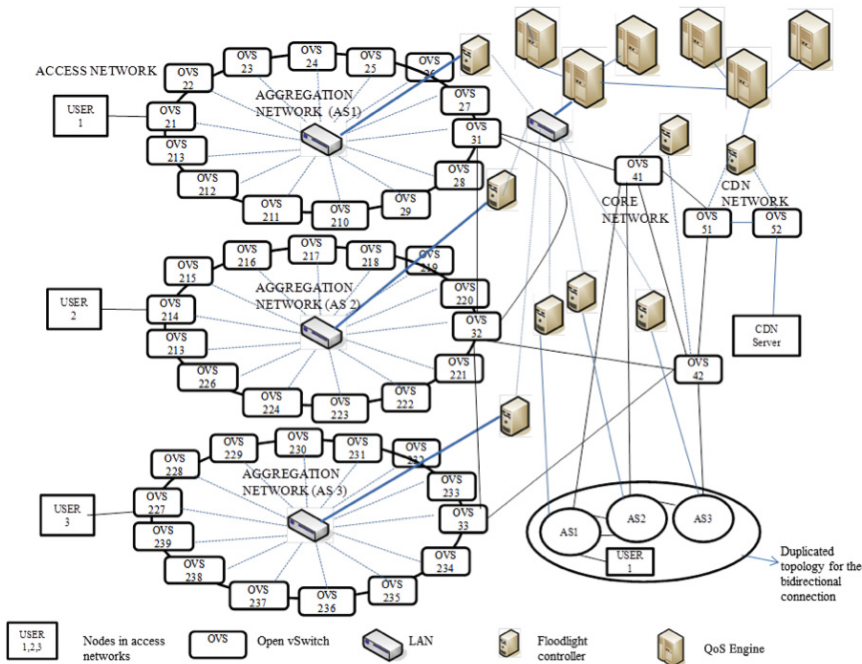 ACCESS NETWORK
OVS
22
OVS
23
OVS
24
OVS
25
OVS
26
OVS
27
OVS
31
OVS
28
OVS
29
OVS
210
OVS
211
OVS
212
OVS
213
OVS
21
USER
1
AGGREGATION
NETWORK (AS1)
OVS
41
CORE
NETWORK
CDN
NETWORK
OVS
51
OVS
52
CDN
Server
OVS
42
OVS
215
OVS
216
OVS
217
OVS
218
OVS
219
OVS
220
OVS
32
OVS
221
OVS
222
OVS
223
OVS
224
OVS
226
OVS
213
OVS
214
USER
2
AGGREGATION
NETWORK (AS 2)
OVS
228
OVS
229
OVS
230
OVS
231
OVS
232
OVS
233
OVS
33
OVS
234
OVS
235
OVS
236
OVS
237
OVS
238
OVS
239
OVS
227
USER
3
AGGREGATION
NETWORK (AS 3)
AS1
AS2
AS3
USER
1
Duplicated
topology for the
bidirectional
connection
USER
1,2,3
Nodes in access
networks
OVS
Open vSwitch
LAN
Floodlight
controller
QoS Engine